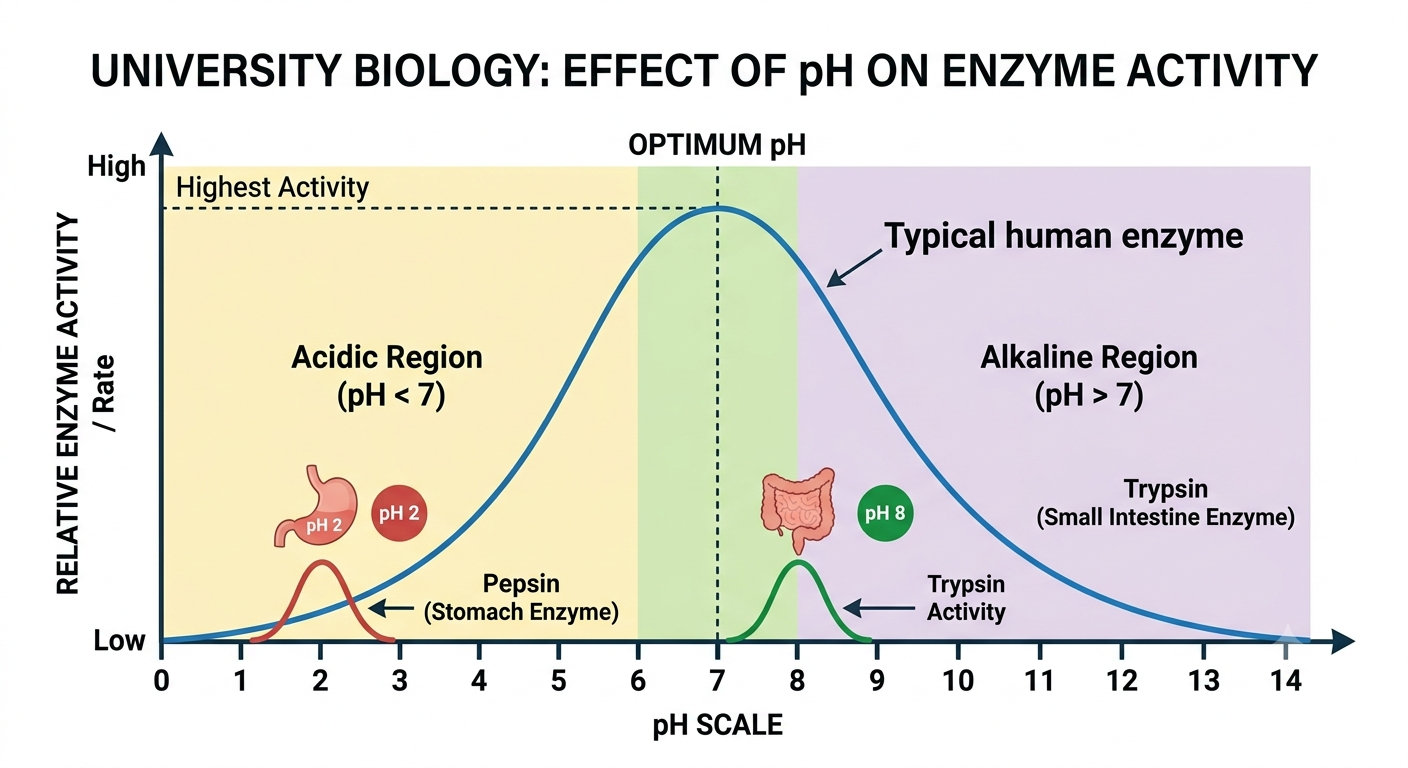 UNIVERSITY BIOLOGY: EFFECT OF pH ON ENZYME ACTIVITY
OPTIMUM pH
High
Highest Activity
Typical human enzyme
RELATIVE ENZYME ACTIVITY
/ Rate
Acidic Region
(pH < 7)
Alkaline Region
(pH > 7)
pH 2
pH 2
pH 8
Trypsin
(Small Intestine Enzyme)
Pepsin
(Stomach Enzyme)
Trypsin
Activity
Low
0 1 2 3 4 5 6 7 8 9 10 11 12 13 14
pH SCALE